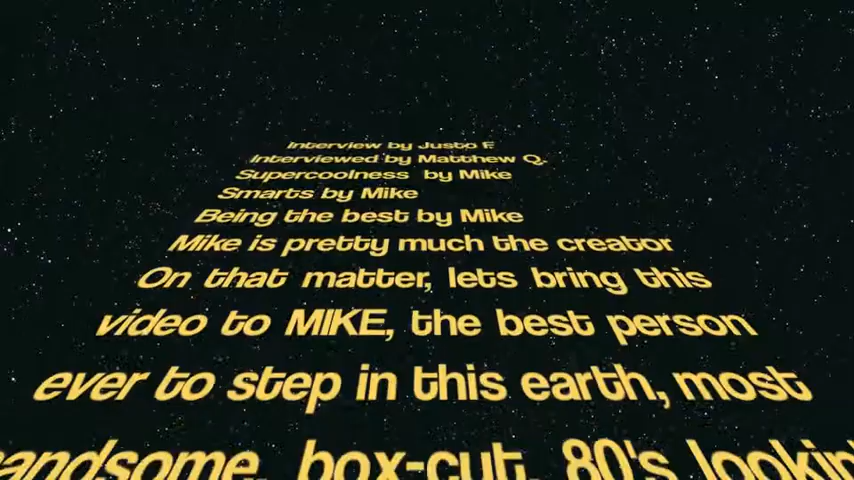 Interview by Justo F
Interviewed by Matthew Q.
Supercoolness by Mike
Smarts by Mike
Being the best by Mike
Mike is pretty much the creator
On that matter, lets bring this
video to MIKE, the best person
ever to step in this earth, most
handsome, box-cut, 80's lookin